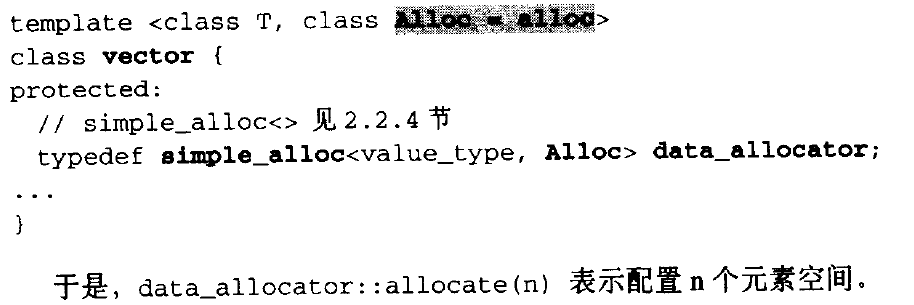 template <class T, class Alloc = alloc>
class vector {
protected:
// simple_alloc<> 见 2.2.4 节
typedef simple_alloc<value_type, Alloc> data_allocator;
...
}
于是，data_allocator::allocate(n) 表示配置 n 个元素空间。